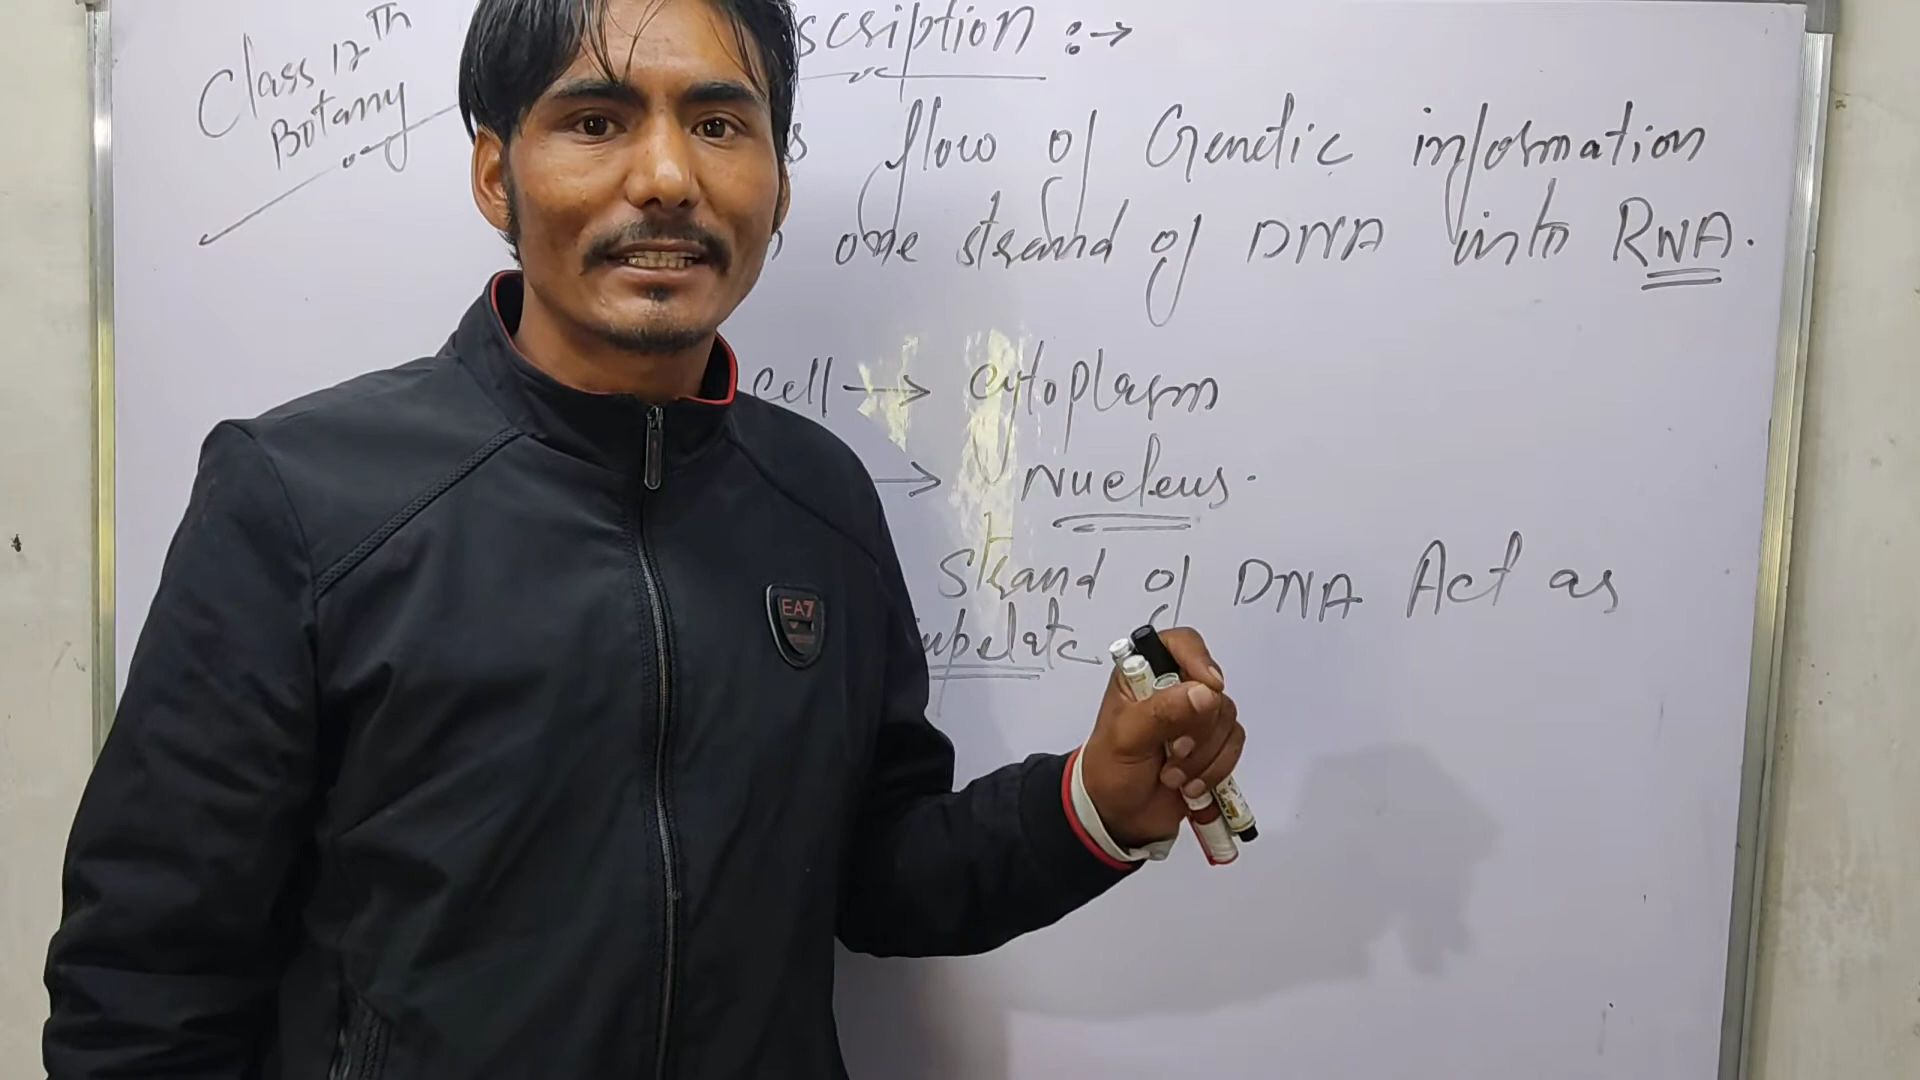 Class 12th
Botany
scription :→
s flow of Genetic information
one strand of DNA into RNA.
cell → cytoplasm
→ Nucleus.
strand of DNA Act as
EA7